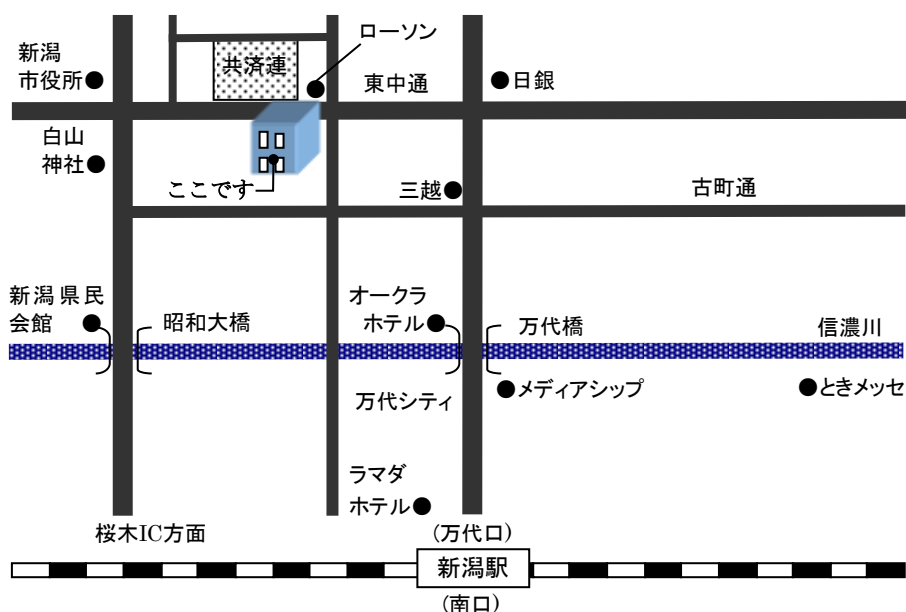 ローソン
新潟
市役所
共済連
東中通
日銀
白山
神社
ここです
三越
古町通
新潟県民
会館
昭和大橋
オークラ
ホテル
万代橋
信濃川
メディアシップ
ときメッセ
万代シティ
ラマダ
ホテル
桜木IC方面
(万代口)
新潟駅
(南口)